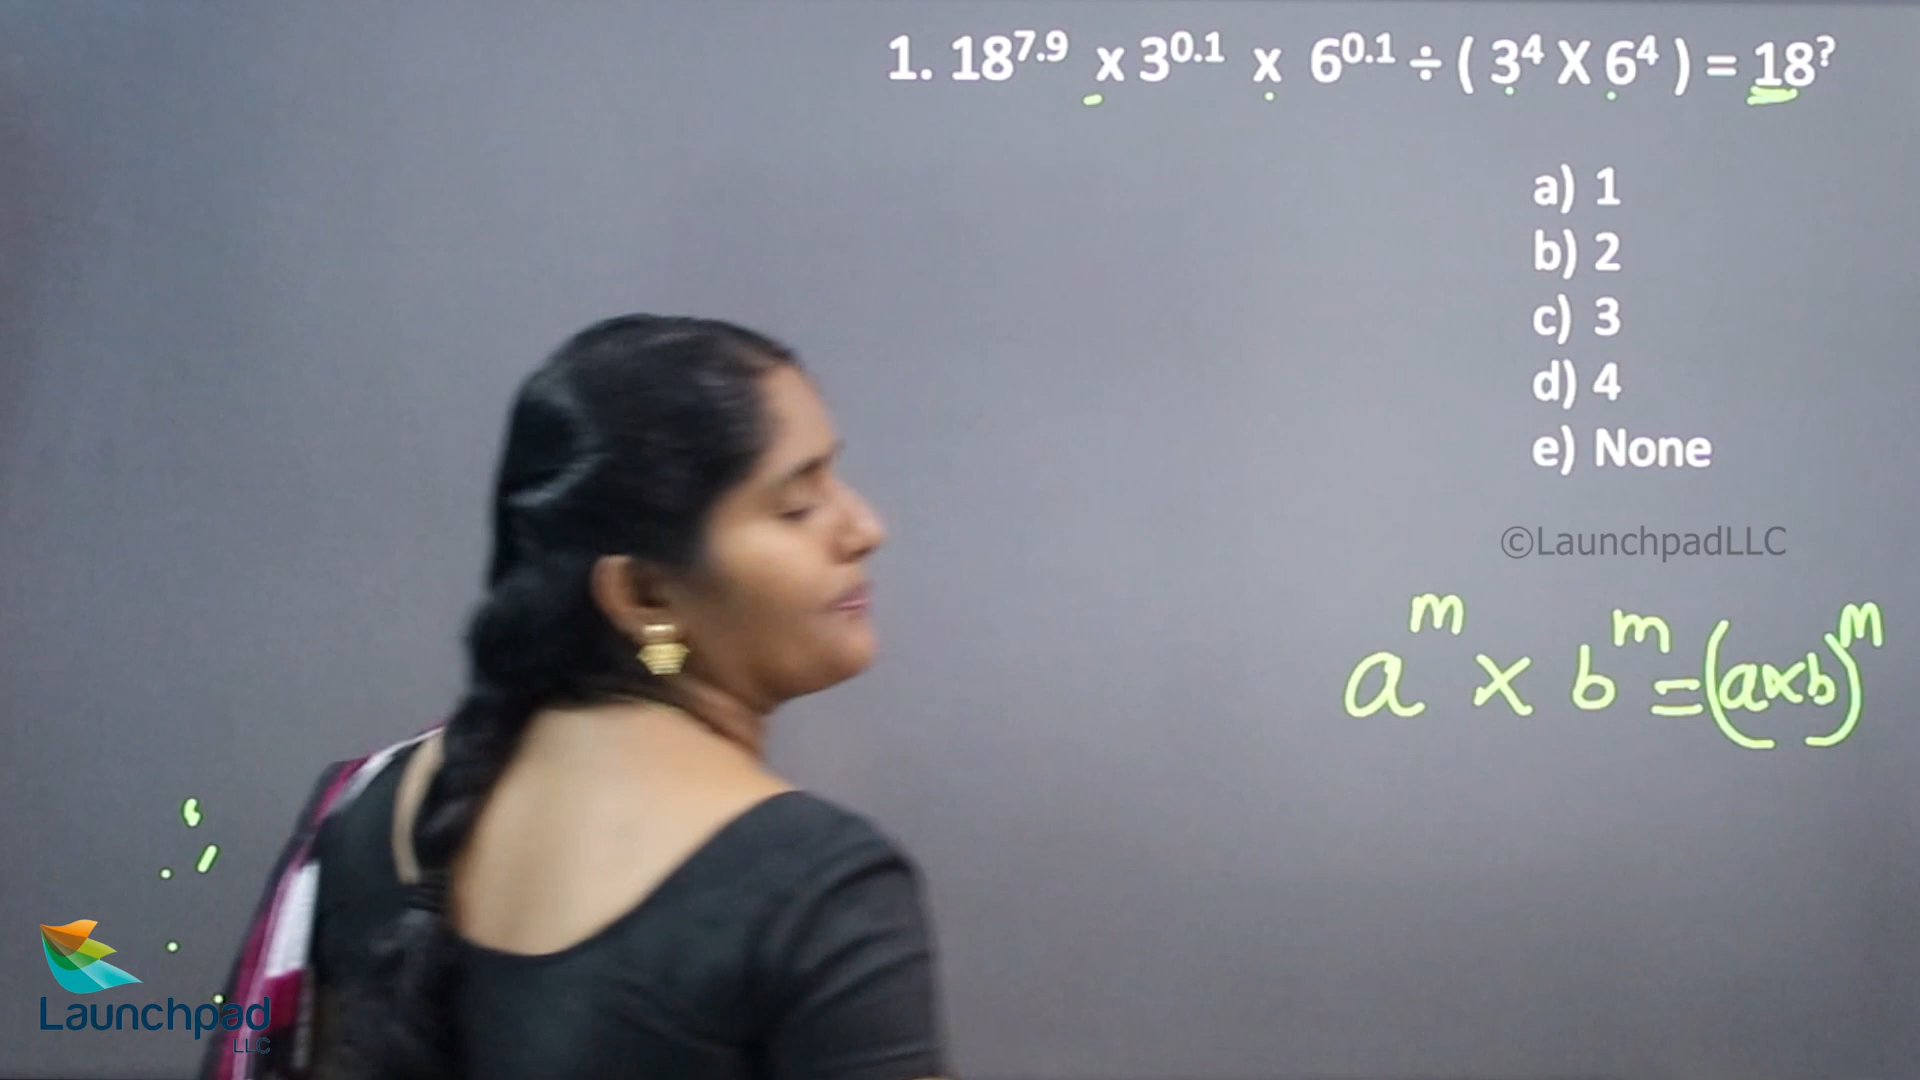 1. 18^7.9 x 3^0.1 x 6^0.1 ÷ ( 3^4 X 6^4 ) = 18^?
a) 1
b) 2
c) 3
d) 4
e) None
©LaunchpadLLC
a^m × b^m = (a×b)^m
Launchpad
LLC